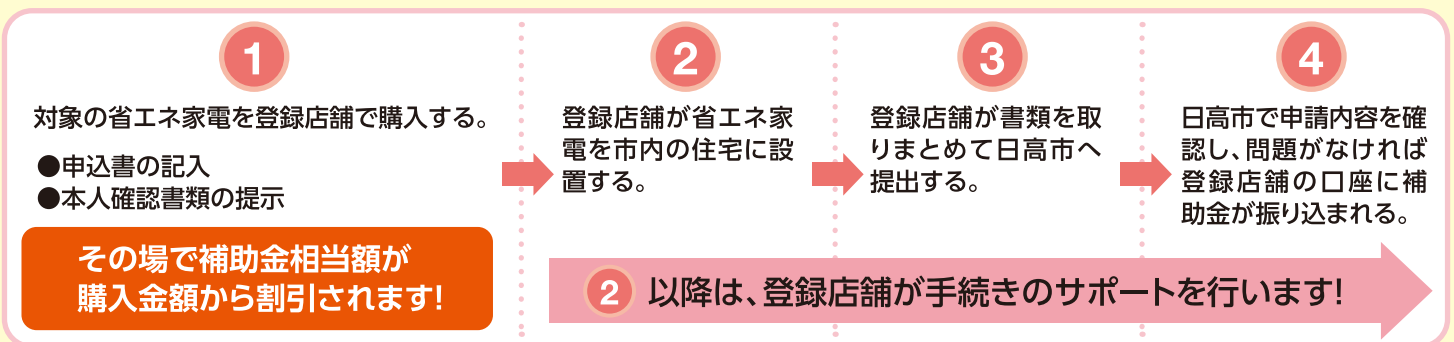 1
対象の省エネ家電を登録店舗で購入する。
●申込書の記入
●本人確認書類の提示
その場で補助金相当額が
購入金額から割引されます!
2
登録店舗が省エネ家
電を市内の住宅に設
置する。
3
登録店舗が書類を取
りまとめて日高市へ
提出する。
4
日高市で申請内容を確
認し、問題がなければ
登録店舗の口座に補
助金が振り込まれる。
2 以降は、登録店舗が手続きのサポートを行います!